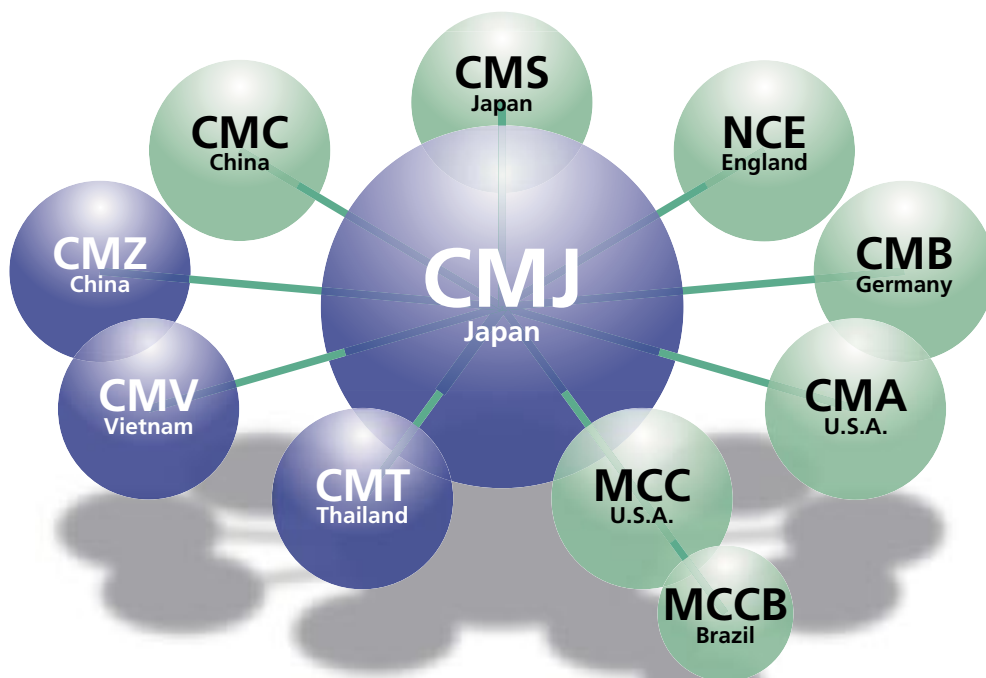 CMS
Japan
CMC
China
NCE
England
CMZ
China
CMJ
Japan
CMB
Germany
CMV
Vietnam
CMA
U.S.A.
CMT
Thailand
MCC
U.S.A.
MCCB
Brazil